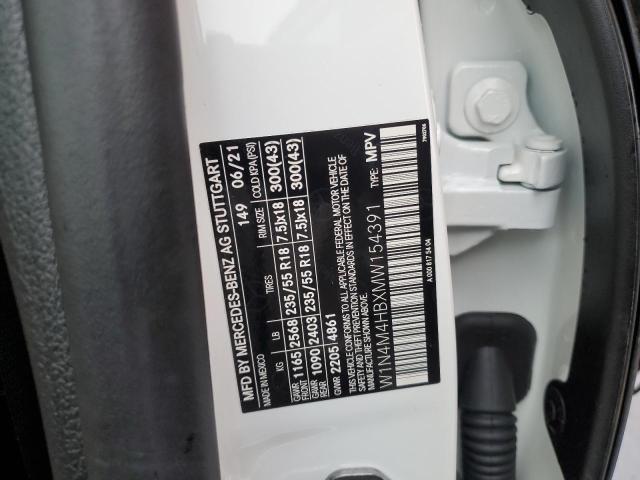 MFD BY MERCEDES-BENZ AG STUTTGART
MADE IN MEXICO 149 06/21
KG LB TIRES RIM SIZE COLD KPA(PSI)
GAWR FRONT 1165 2568 235/55 R18 7.5Jx18 300(43)
GAWR REAR 1090 2403 235/55 R18 7.5Jx18 300(43)
GVWR 2205 4861
THIS VEHICLE CONFORMS TO ALL APPLICABLE FEDERAL MOTOR VEHICLE
SAFETY AND THEFT PREVENTION STANDARDS IN EFFECT ON THE DATE OF
MANUFACTURE SHOWN ABOVE.
W1N4M4HBXMW154391 TYPE: MPV
A 000 817 54 04